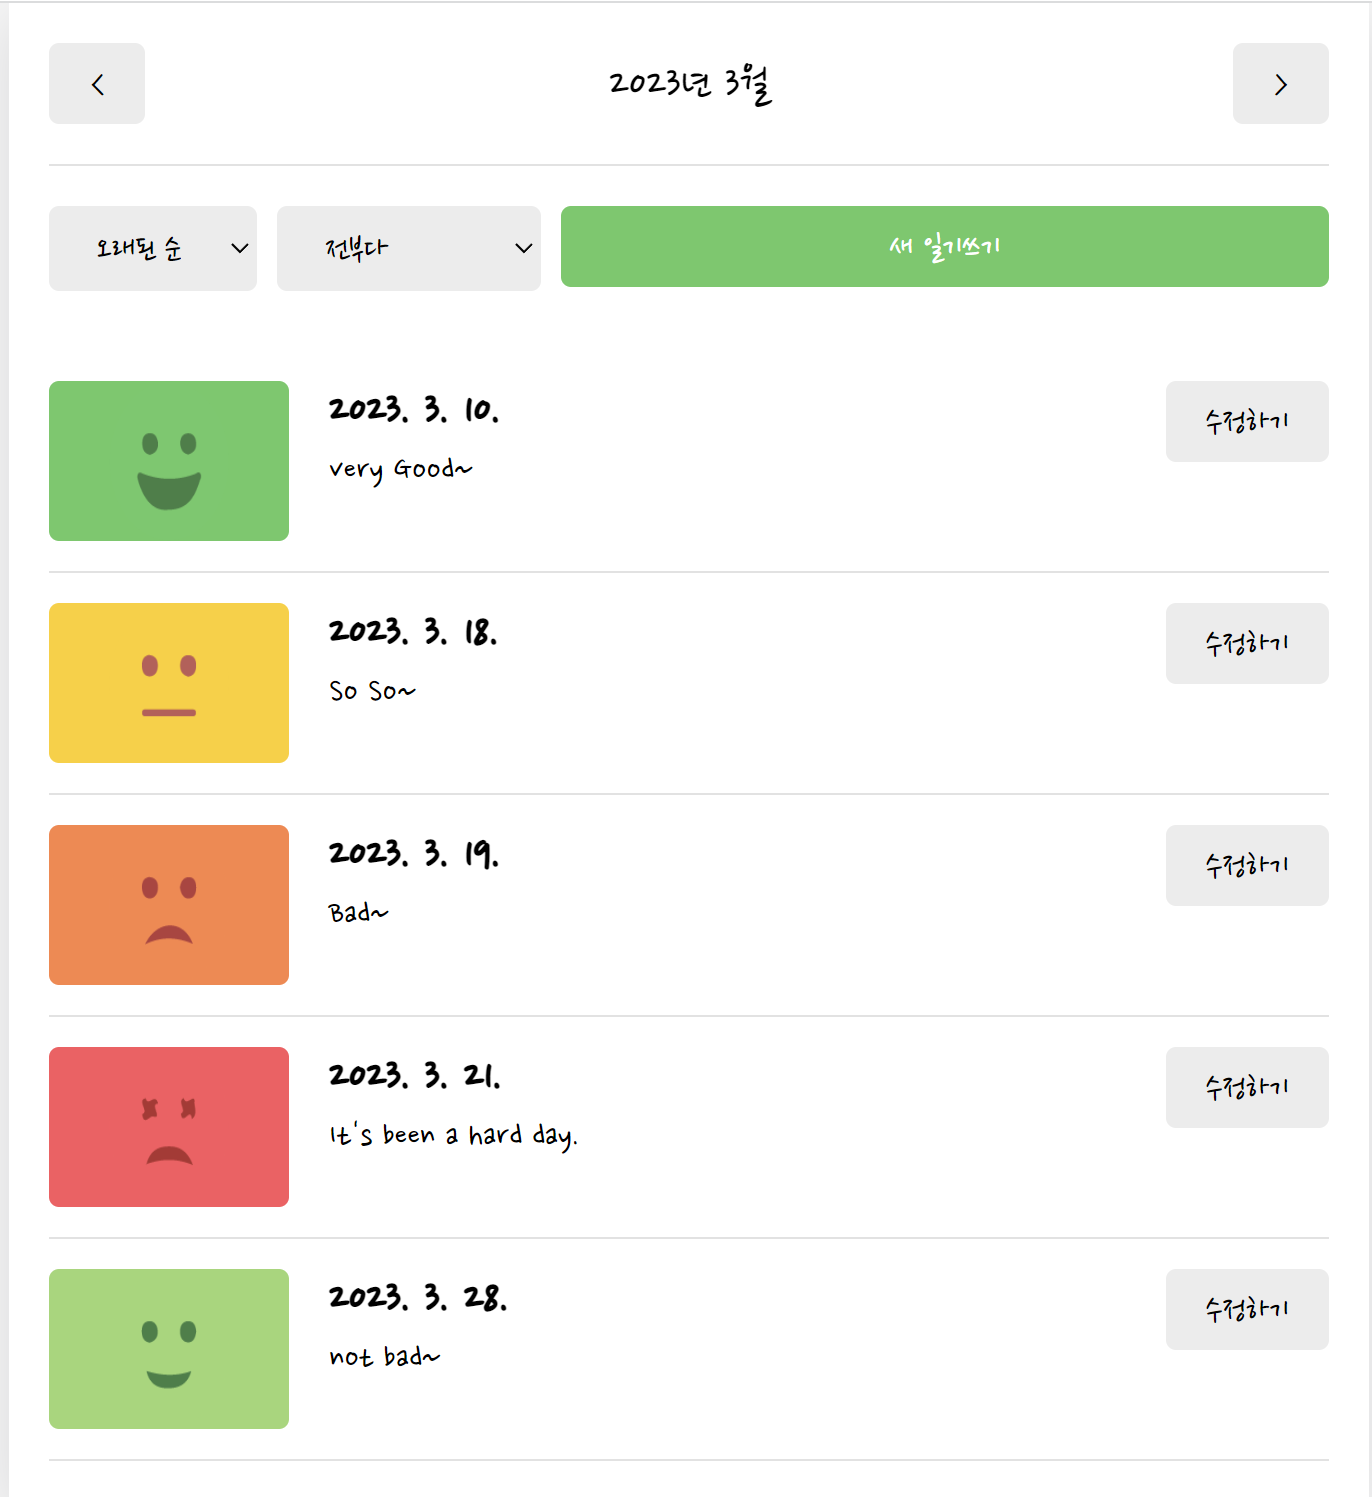 2023년 3월
오래된 순
전부다
새 일기쓰기
2023. 3. 10.
수정하기
very Good~
2023. 3. 18.
수정하기
So So~
2023. 3. 19.
수정하기
Bad~
2023. 3. 21.
수정하기
It's been a hard day.
2023. 3. 28.
수정하기
not bad~